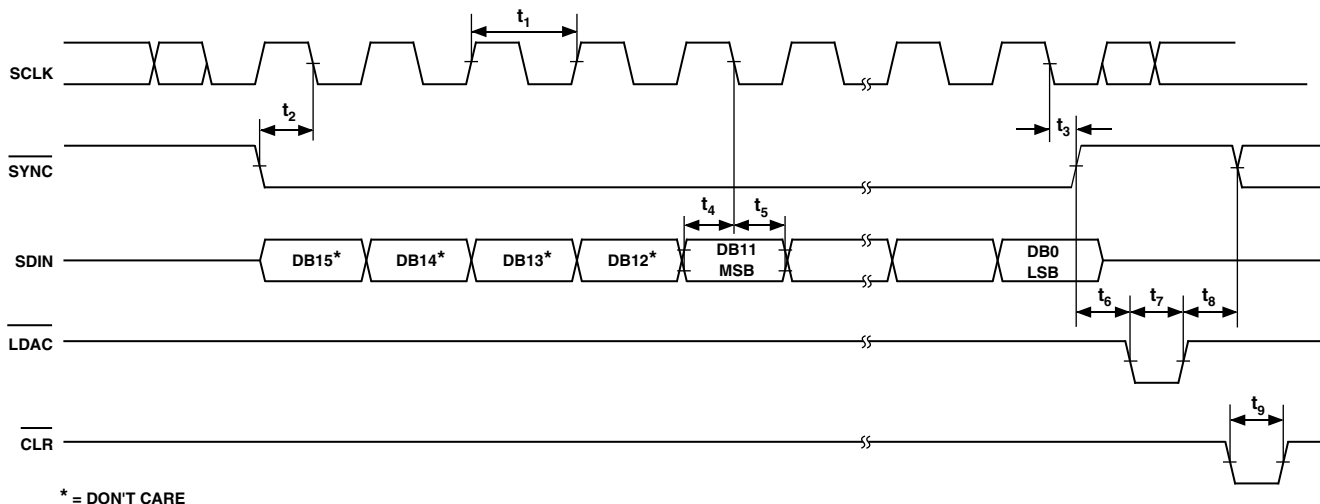 t1
SCLK
t2
t3
SYNC
t4
t5
SDIN
DB15*
DB14*
DB13*
DB12*
DB11
MSB
DB0
LSB
t6
t7
t8
LDAC
t9
CLR
* = DON'T CARE